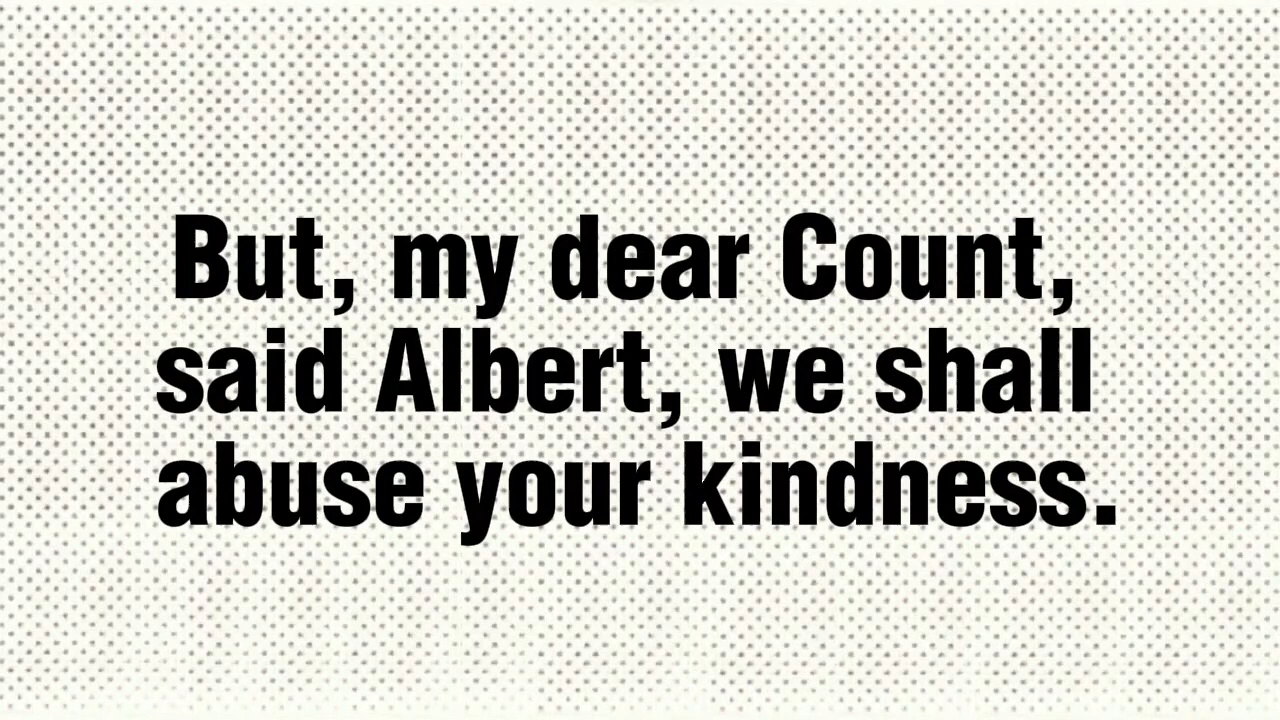 But, my dear Count,
said Albert, we shall
abuse your kindness.